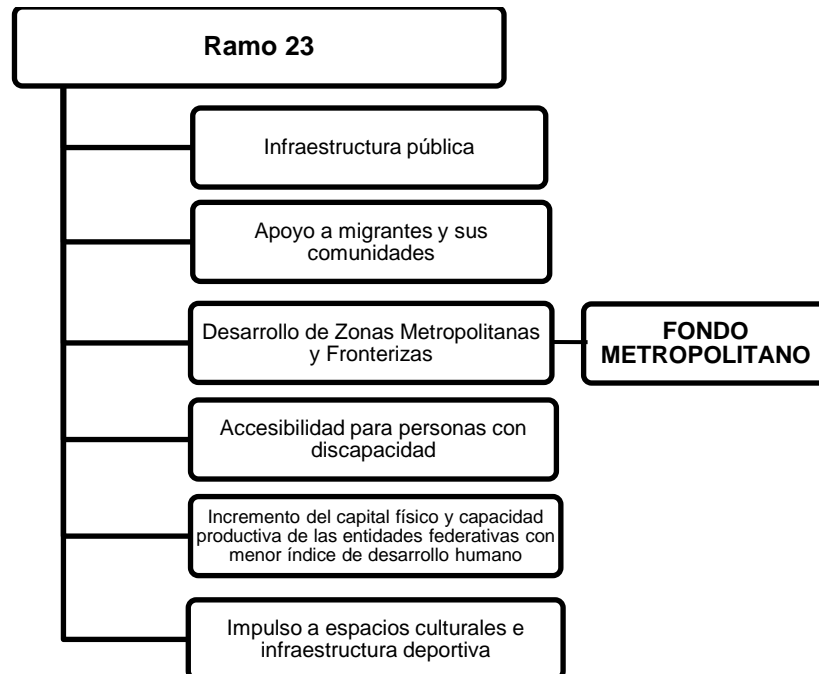 Ramo 23
Infraestructura pública
Apoyo a migrantes y sus
comunidades
Desarrollo de Zonas Metropolitanas
y Fronterizas
FONDO
METROPOLITANO
Accesibilidad para personas con
discapacidad
Incremento del capital físico y capacidad
productiva de las entidades federativas con
menor índice de desarrollo humano
Impulso a espacios culturales e
infraestructura deportiva